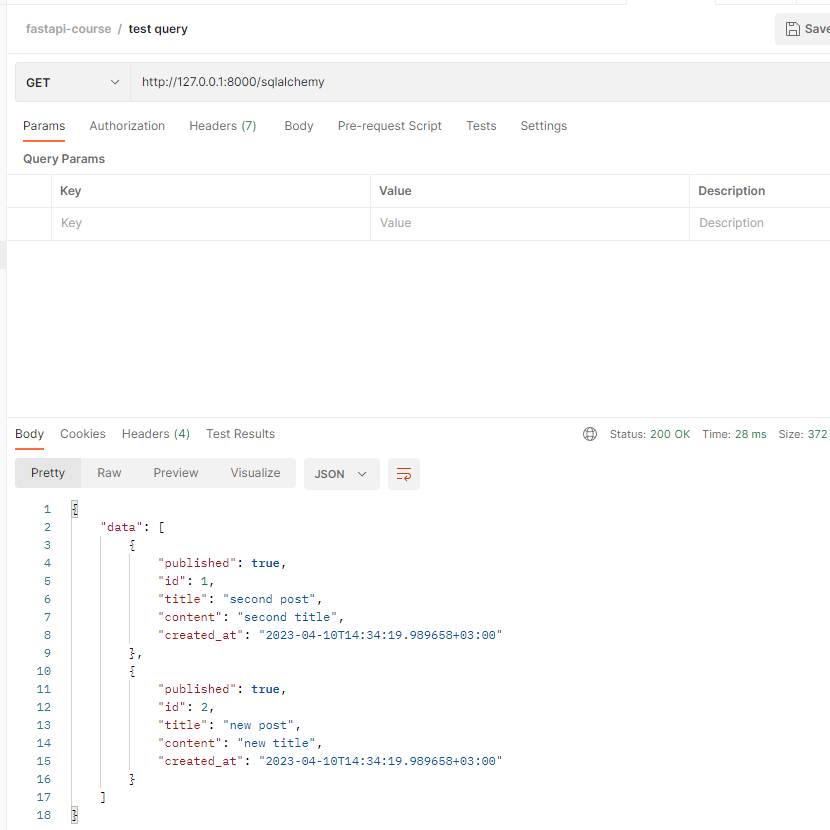 fastapi-course / test query Save
GET http://127.0.0.1:8000/sqlalchemy
Params Authorization Headers (7) Body Pre-request Script Tests Settings
Query Params
Key Value Description
Key Value Description
Body Cookies Headers (4) Test Results Status: 200 OK Time: 28 ms Size: 372
Pretty Raw Preview Visualize JSON
1 {
2 "data": [
3 {
4 "published": true,
5 "id": 1,
6 "title": "second post",
7 "content": "second title",
8 "created_at": "2023-04-10T14:34:19.989658+03:00"
9 },
10 {
11 "published": true,
12 "id": 2,
13 "title": "new post",
14 "content": "new title",
15 "created_at": "2023-04-10T14:34:19.989658+03:00"
16 }
17 ]
18 }